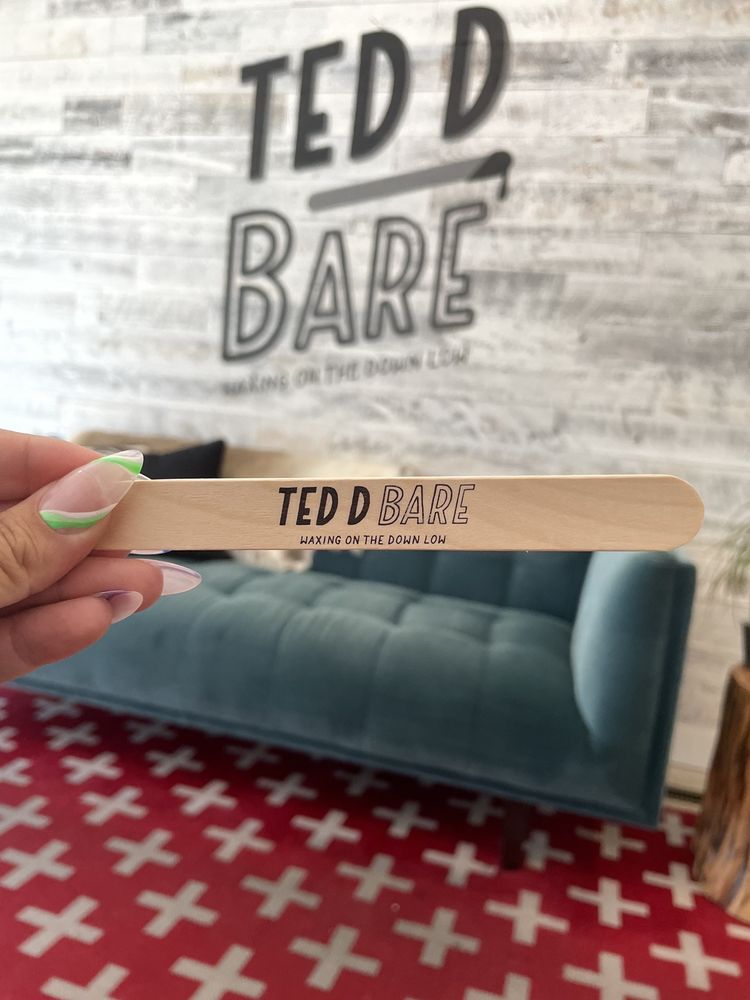 TED D
BARE
WAXING ON THE DOWN LOW
TED D BARE
WAXING ON THE DOWN LOW